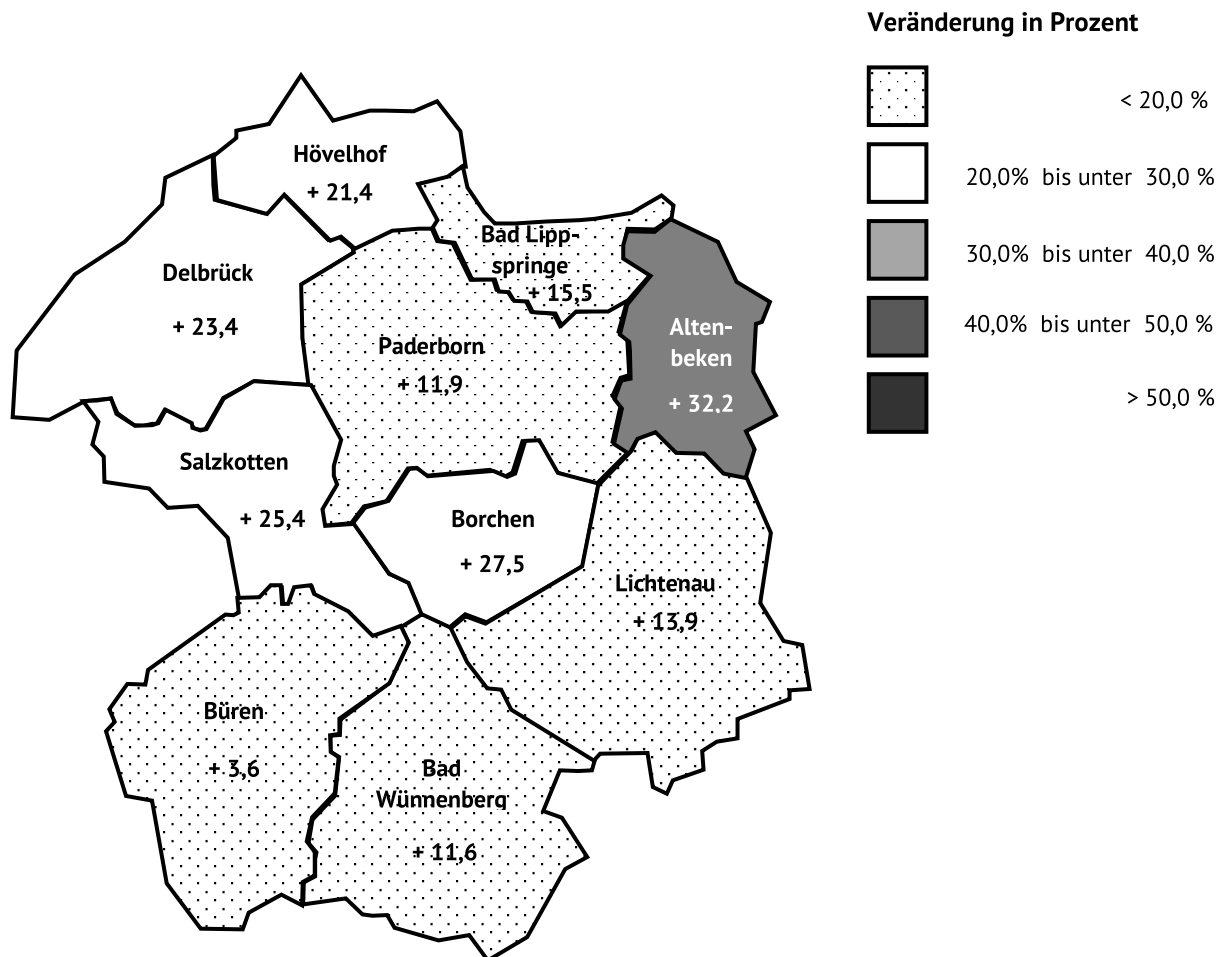 Veränderung in Prozent
< 20,0 %
20,0% bis unter 30,0 %
30,0% bis unter 40,0 %
40,0% bis unter 50,0 %
> 50,0 %
Hövelhof
+ 21,4
Bad Lipp-
springe
+ 15,5
Delbrück
+ 23,4
Paderborn
+ 11,9
Alten-
beken
+ 32,2
Salzkotten
+ 25,4
Borchen
+ 27,5
Lichtenau
+ 13,9
Büren
+ 3,6
Bad
Wünnenberg
+ 11,6